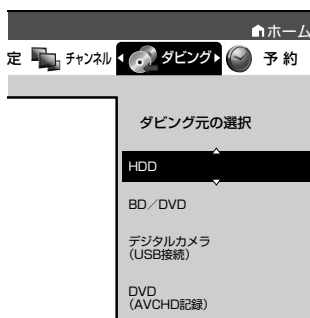 ホーム
定 チャンネル ダビング 予約
ダビング元の選択
HDD
BD／DVD
デジタルカメラ
（USB接続）
DVD
（AVCHD記録）